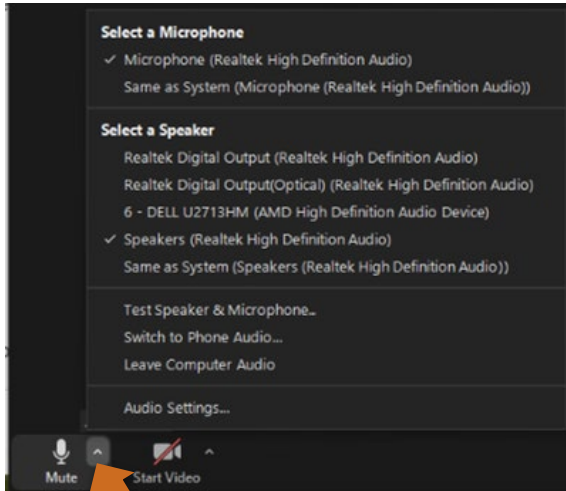 Select a Microphone
✓ Microphone (Realtek High Definition Audio)
Same as System (Microphone (Realtek High Definition Audio))
Select a Speaker
Realtek Digital Output (Realtek High Definition Audio)
Realtek Digital Output(Optical) (Realtek High Definition Audio)
6 - DELL U2713HM (AMD High Definition Audio Device)
✓ Speakers (Realtek High Definition Audio)
Same as System (Speakers (Realtek High Definition Audio))
Test Speaker & Microphone...
Switch to Phone Audio...
Leave Computer Audio
Audio Settings...
Mute
Start Video